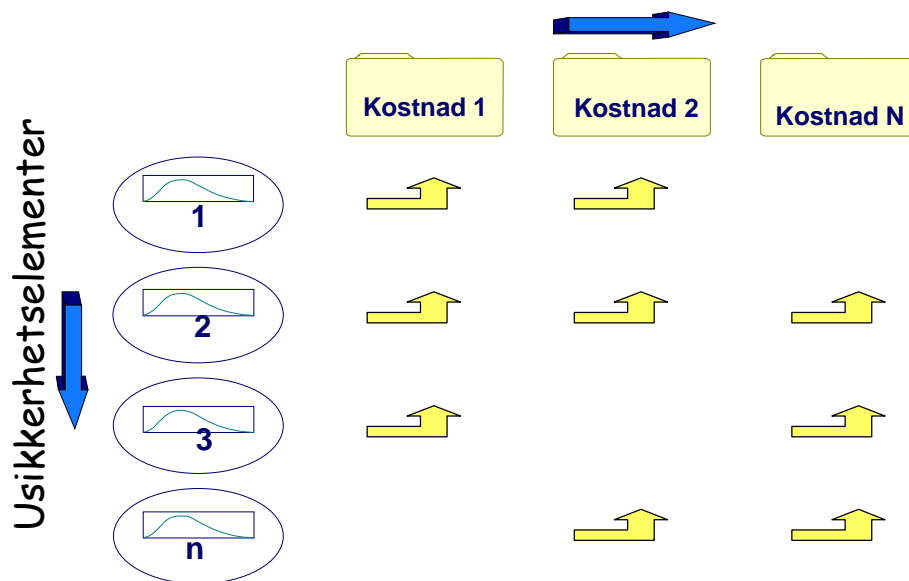 Kostnad 1
Kostnad 2
Kostnad N
Usikkerhetselementer
1
2
3
n